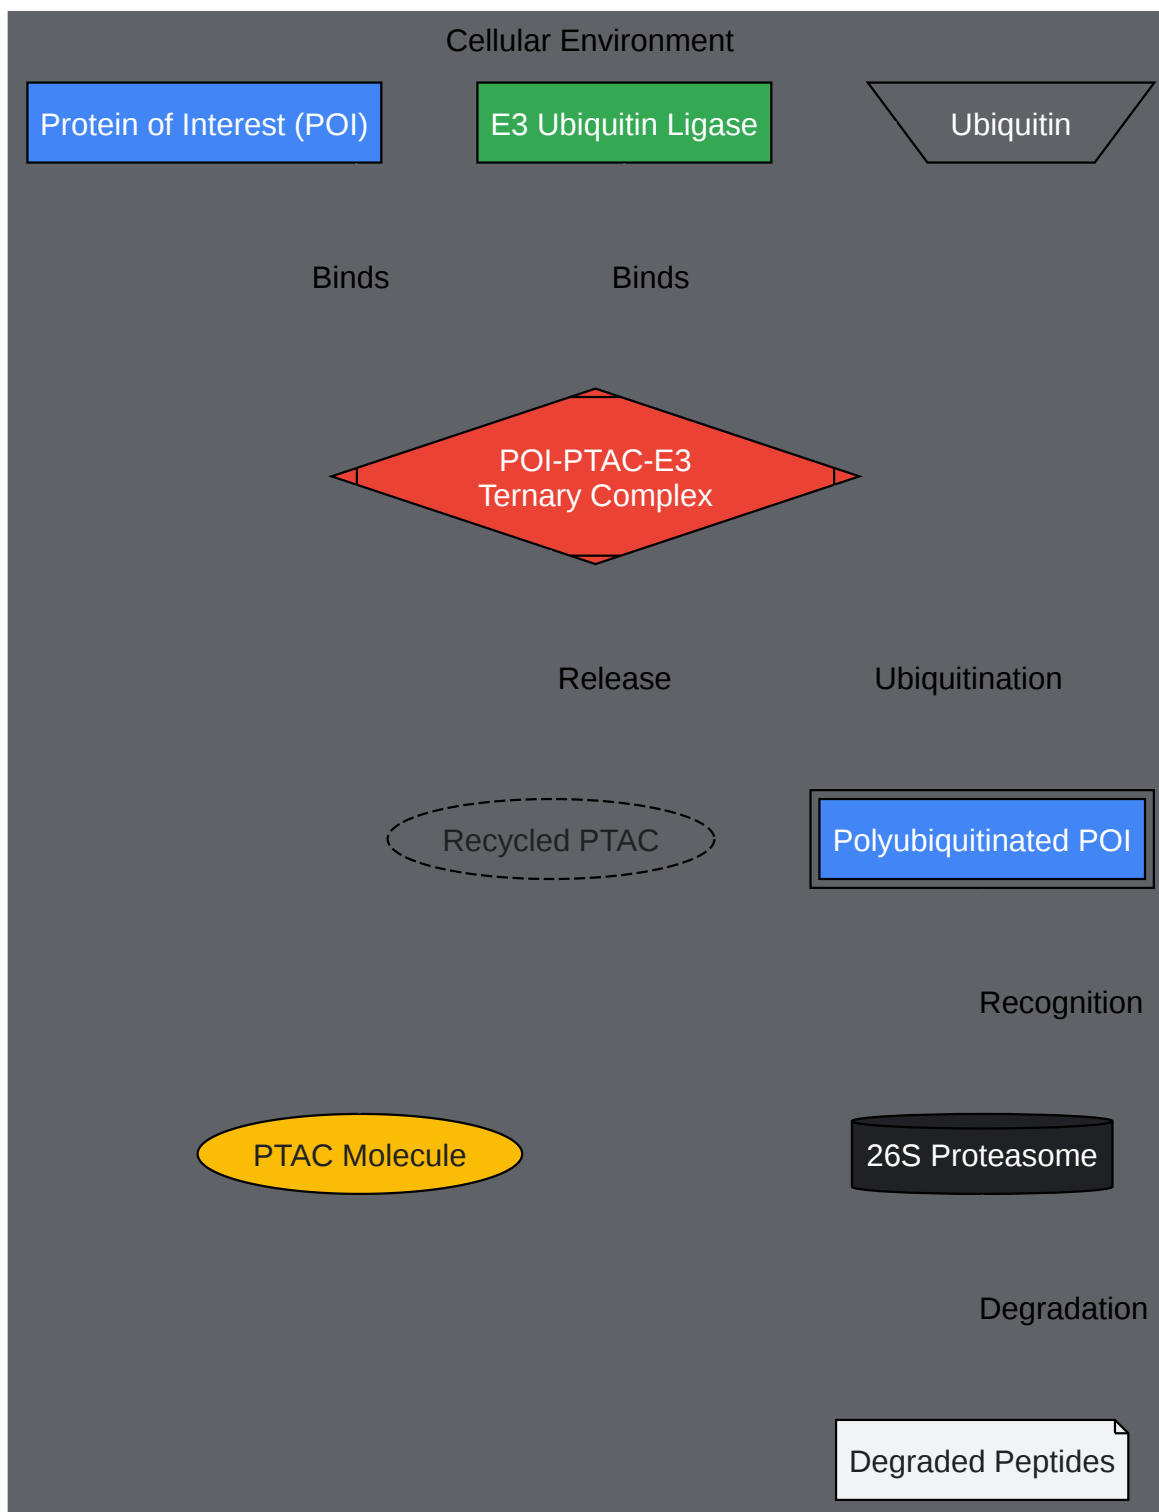 Cellular Environment
Protein of Interest (POI)
E3 Ubiquitin Ligase
Ubiquitin
Binds
Binds
POI-PTAC-E3
Ternary Complex
Release
Ubiquitination
Recycled PTAC
Polyubiquitinated POI
Recognition
PTAC Molecule
26S Proteasome
Degradation
Degraded Peptides